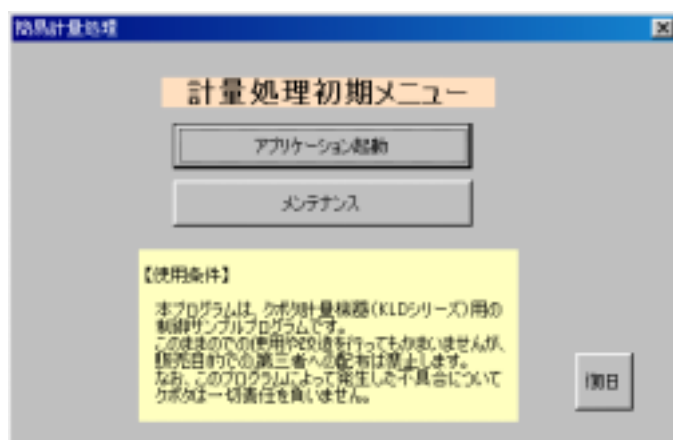 簡易計量処理
計量処理初期メニュー
アプリケーション起動
メンテナンス
【使用条件】
本プログラムは、クボタ計量機器(KLDシリーズ)用の
制御サンプルプログラムです。
このままでの使用や改造を行ってもかまいませんが、
販売目的での第三者への配布は禁止します。
なお、このプログラムによって発生した不具合について
クボタは一切責任を負いません。